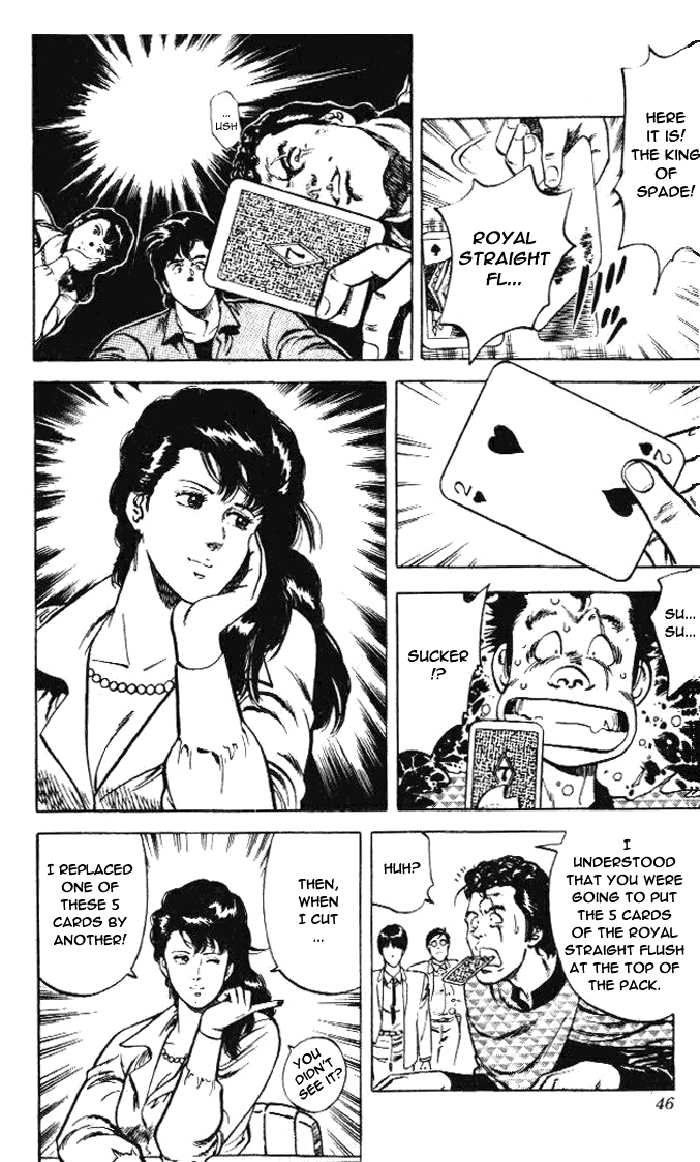 HERE
IT IS!
THE KING
OF
SPADE!
ROYAL
STRAIGHT
FL...
...
USH
2
2
SU...
SU...
SUCKER
!?
I
UNDERSTOOD
THAT YOU WERE
GOING TO PUT
THE 5 CARDS
OF THE ROYAL
STRAIGHT FLUSH
AT THE TOP OF
THE PACK.
HUH?
THEN,
WHEN
I CUT
...
I REPLACED
ONE OF
THESE 5
CARDS BY
ANOTHER!
YOU
DIDN'T
SEE IT?
46